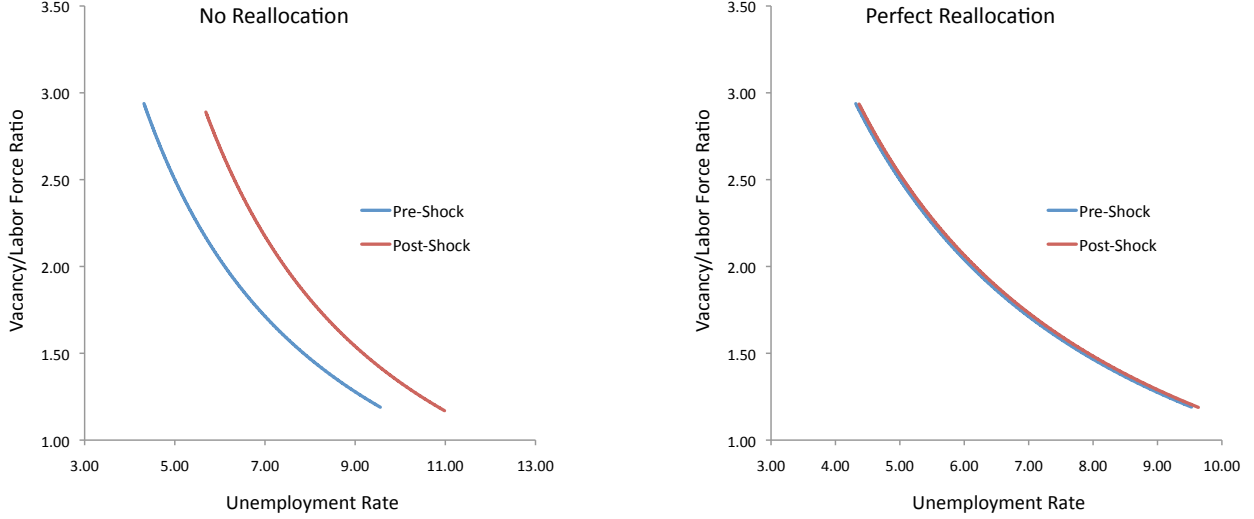 No Reallocation
3.50
3.00
2.50
2.00
1.50
1.00
Vacancy/Labor Force Ratio
Pre-Shock
Post-Shock
3.00 5.00 7.00 9.00 11.00 13.00
Unemployment Rate
Perfect Reallocation
3.50
3.00
2.50
2.00
1.50
1.00
Vacancy/Labor Force Ratio
Pre-Shock
Post-Shock
3.00 4.00 5.00 6.00 7.00 8.00 9.00 10.00
Unemployment Rate